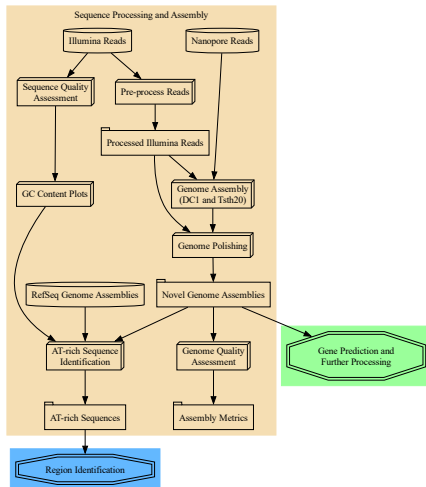 Sequence Processing and Assembly
Illumina Reads
Nanopore Reads
Sequence Quality
Assessment
Pre-process Reads
Processed Illumina Reads
GC Content Plots
Genome Assembly
(DC1 and Tsth20)
Genome Polishing
RefSeq Genome Assemblies
Novel Genome Assemblies
AT-rich Sequence
Identification
Genome Quality
Assessment
Gene Prediction and
Further Processing
AT-rich Sequences
Assembly Metrics
Region Identification